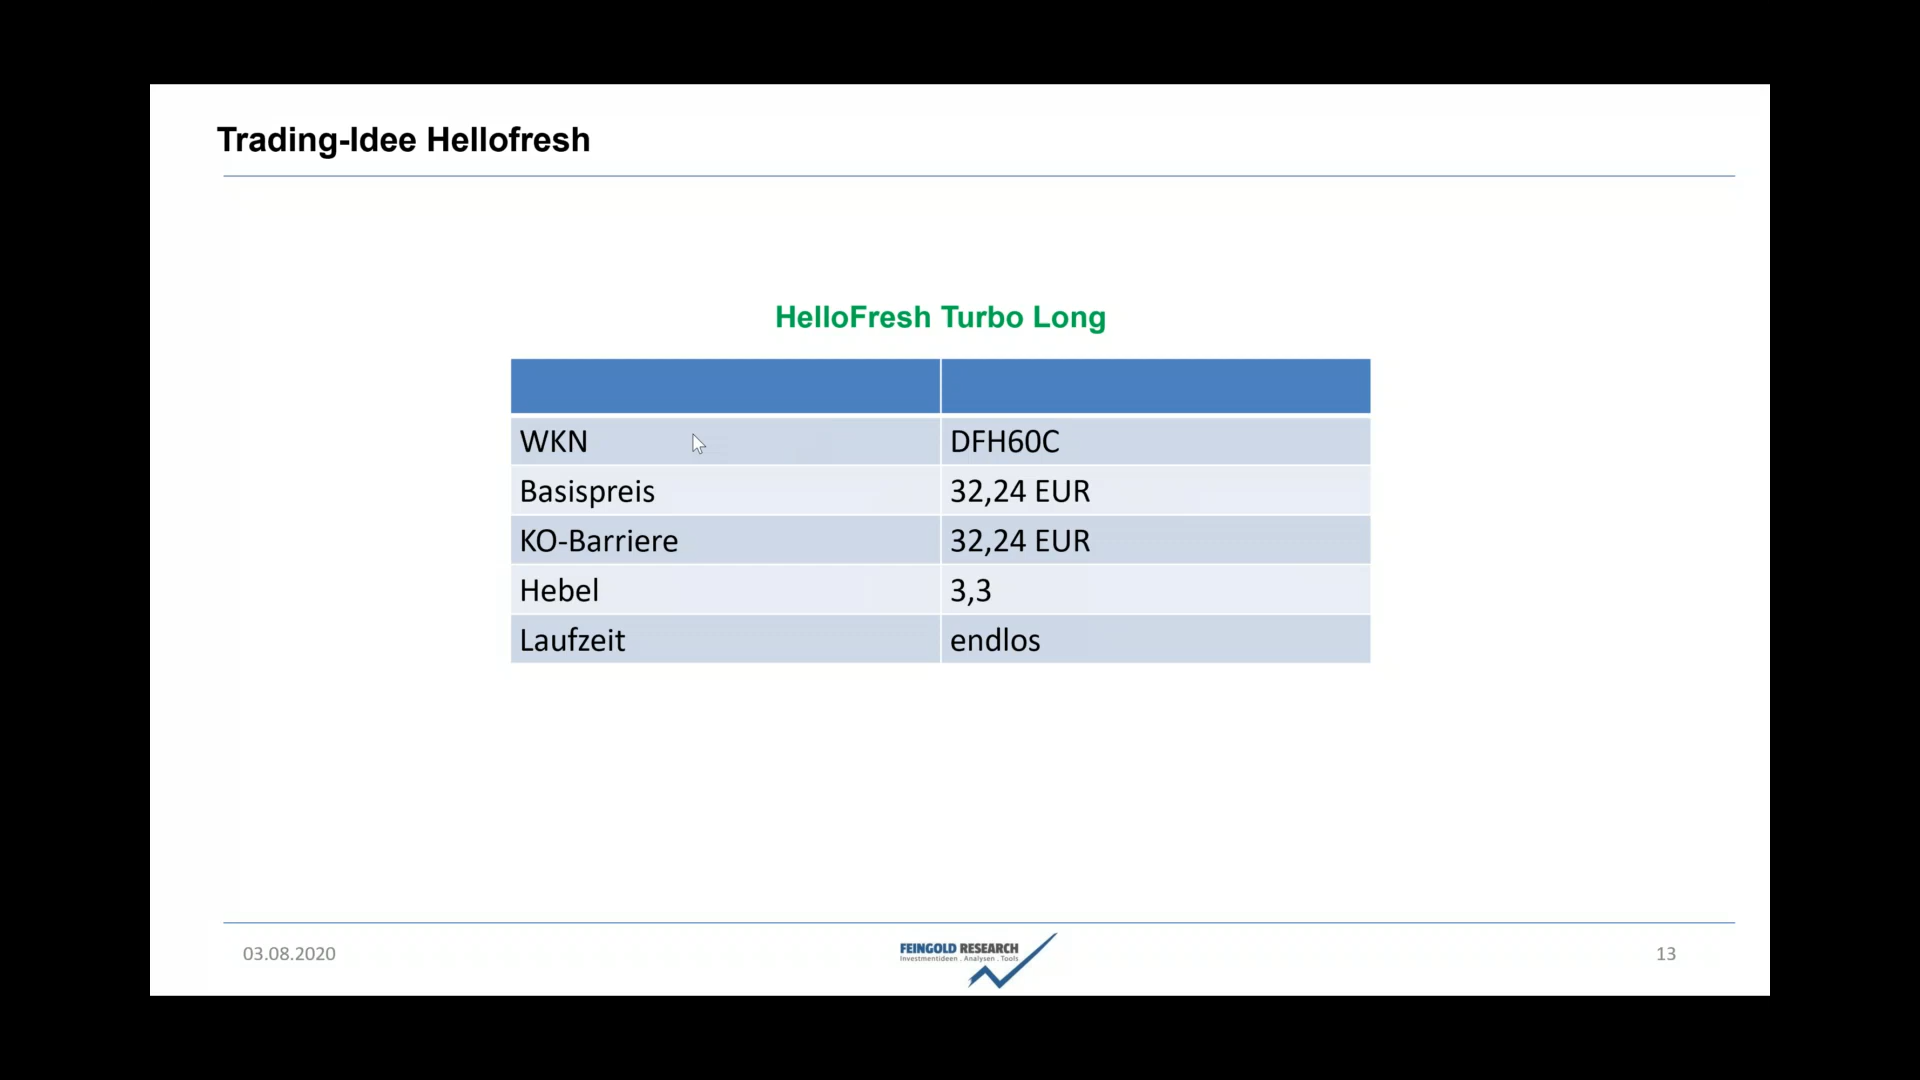 Trading-Idee Hellofresh
HelloFresh Turbo Long
WKN DFH60C
Basispreis 32,24 EUR
KO-Barriere 32,24 EUR
Hebel 3,3
Laufzeit endlos
03.08.2020
FEINGOLD RESEARCH
Investmentideen . Analysen . Tools
13